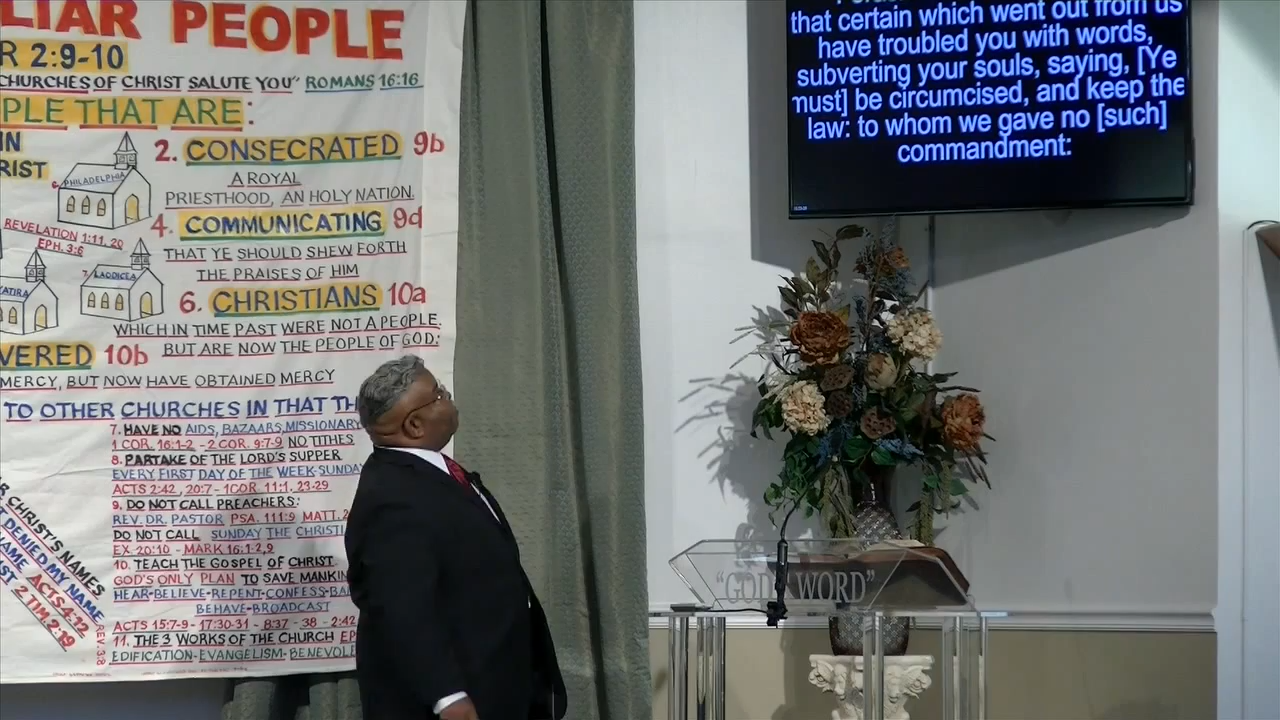 LIAR PEOPLE
R 2:9-10
CHURCHES OF CHRIST SALUTE YOU" ROMANS 16:16
PLE THAT ARE:
IN
RIST
PHILADELPHIA
2. CONSECRATED 9b
A ROYAL
PRIESTHOOD, AN HOLY NATION.
REVELATION 1:11, 20
EPH. 3:6
4. COMMUNICATING 9d
THAT YE SHOULD SHEW FORTH
THE PRAISES OF HIM
ATIRA
LAODICEA
6. CHRISTIANS 10a
WHICH IN TIME PAST WERE NOT A PEOPLE,
BUT ARE NOW THE PEOPLE OF GOD:
VERED 10b
MERCY, BUT NOW HAVE OBTAINED MERCY
TO OTHER CHURCHES IN THAT TH
7. HAVE NO AIDS, BAZAARS, MISSIONARY
1 COR. 16:1-2 - 2 COR. 9:7-9 NO TITHES
8. PARTAKE OF THE LORD'S SUPPER
EVERY FIRST DAY OF THE WEEK-SUNDA
ACTS 2:42, 20:7 - 1COR. 11:1, 23-29
9. DO NOT CALL PREACHERS:
REV. DR. PASTOR PSA. 111:9 MATT. 2
DO NOT CALL SUNDAY THE CHRISTI
EX 20:10 - MARK 16:1-2,9
10. TEACH THE GOSPEL OF CHRIST
GOD'S ONLY PLAN TO SAVE MANKIN
HEAR-BELIEVE-REPENT-CONFESS-BA
BEHAVE-BROADCAST
ACTS 15:7-9 - 17:30-31 - 8:37 - 38 - 2:42
11. THE 3 WORKS OF THE CHURCH EP
EDIFICATION-EVANGELISM-BENEVOLE
R CHRIST'S NAMES
T DENIED MY NAME
NAME ACTS 4:12
IST 2 TIM. 2:19
REV. 3:8
that certain which went out from us
have troubled you with words,
subverting your souls, saying, [Ye
must] be circumcised, and keep the
law: to whom we gave no [such]
commandment:
"GOD'S WORD"